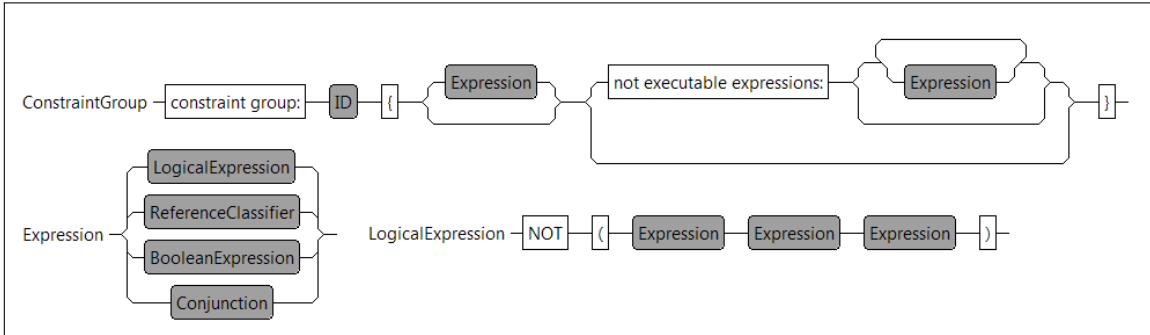 Expression not executable expressions: Expression
ConstraintGroup constraint group: ID { }
LogicalExpression
ReferenceClassifier
Expression LogicalExpression NOT ( Expression Expression Expression )
BooleanExpression
Conjunction